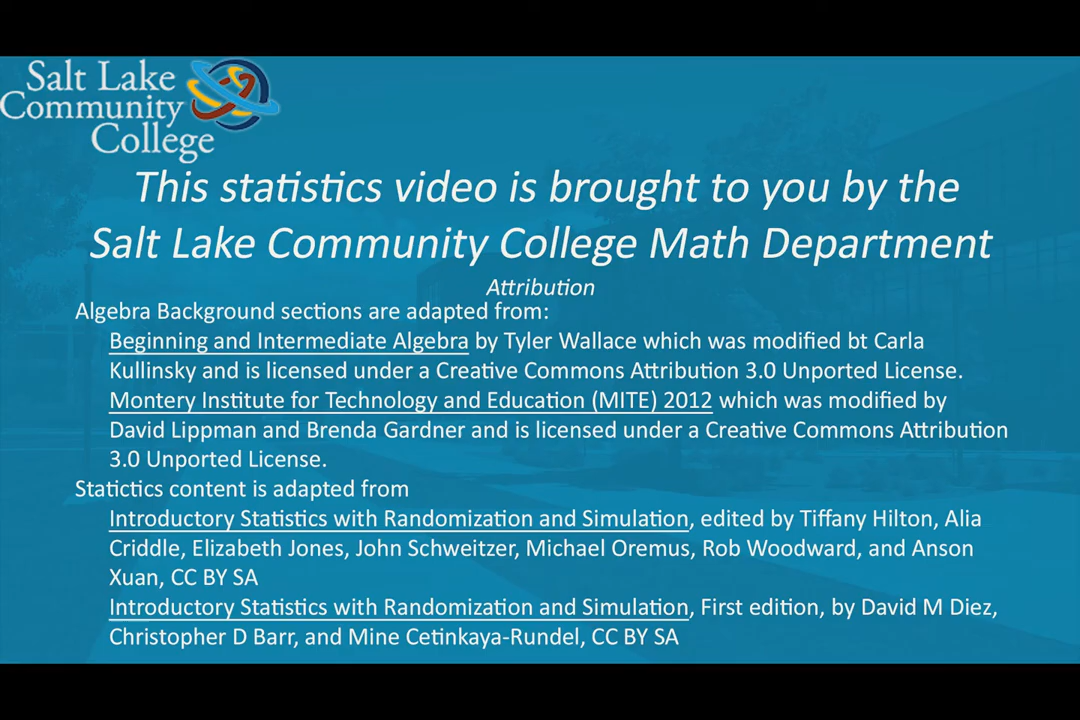 Salt Lake
Community
College
This statistics video is brought to you by the
Salt Lake Community College Math Department
Attribution
Algebra Background sections are adapted from:
Beginning and Intermediate Algebra by Tyler Wallace which was modified bt Carla
Kullinsky and is licensed under a Creative Commons Attribution 3.0 Unported License.
Montery Institute for Technology and Education (MITE) 2012 which was modified by
David Lippman and Brenda Gardner and is licensed under a Creative Commons Attribution
3.0 Unported License.
Statictics content is adapted from
Introductory Statistics with Randomization and Simulation, edited by Tiffany Hilton, Alia
Criddle, Elizabeth Jones, John Schweitzer, Michael Oremus, Rob Woodward, and Anson
Xuan, CC BY SA
Introductory Statistics with Randomization and Simulation, First edition, by David M Diez,
Christopher D Barr, and Mine Cetinkaya-Rundel, CC BY SA